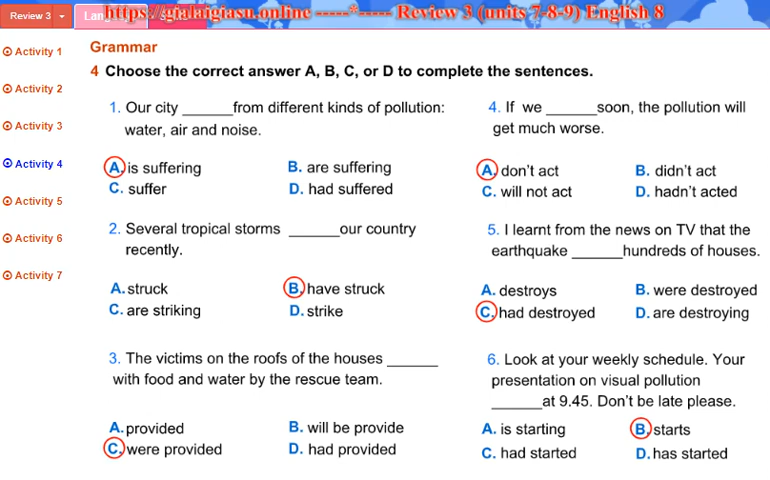 Review 3
Lan
https://giainhgiasu.online -----*----- Review 3 (units 7-8-9) English 8
Activity 1
Activity 2
Activity 3
Activity 4
Activity 5
Activity 6
Activity 7
Grammar
4 Choose the correct answer A, B, C, or D to complete the sentences.
1. Our city ______from different kinds of pollution:
water, air and noise.
A. is suffering B. are suffering
C. suffer D. had suffered
2. Several tropical storms ______our country
recently.
A. struck B. have struck
C. are striking D. strike
3. The victims on the roofs of the houses ______
with food and water by the rescue team.
A. provided B. will be provide
C. were provided D. had provided
4. If we ______soon, the pollution will
get much worse.
A. don't act B. didn't act
C. will not act D. hadn't acted
5. I learnt from the news on TV that the
earthquake ______hundreds of houses.
A. destroys B. were destroyed
C. had destroyed D. are destroying
6. Look at your weekly schedule. Your
presentation on visual pollution
______at 9.45. Don't be late please.
A. is starting B. starts
C. had started D. has started